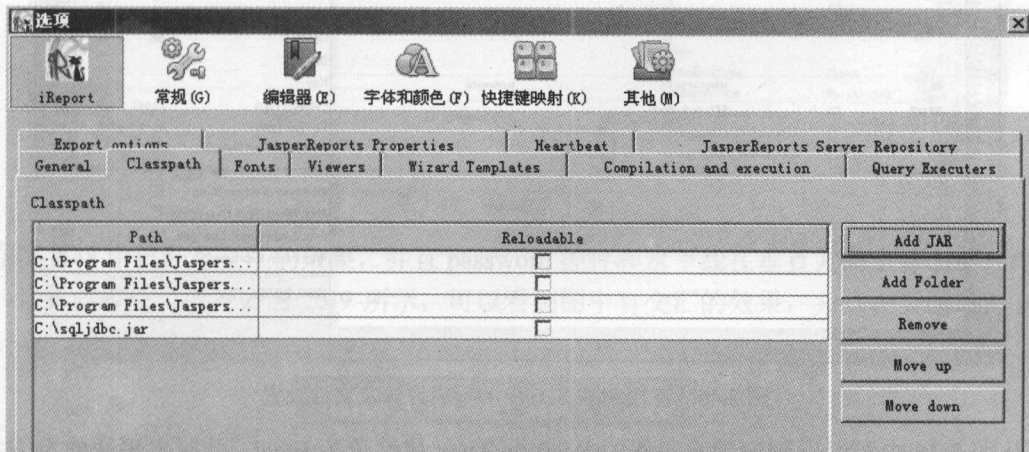 选项
iReport 常规(G) 编辑器(E) 字体和颜色(F) 快捷键映射(K) 其他(M)
Export options JasperReports Properties Heartbeat JasperReports Server Repository
General Classpath Fonts Viewers Wizard Templates Compilation and execution Query Executers
Classpath
Path Reloadable
C:\Program Files\Jaspers...
C:\Program Files\Jaspers...
C:\Program Files\Jaspers...
C:\sqljdbc.jar
Add JAR
Add Folder
Remove
Move up
Move down